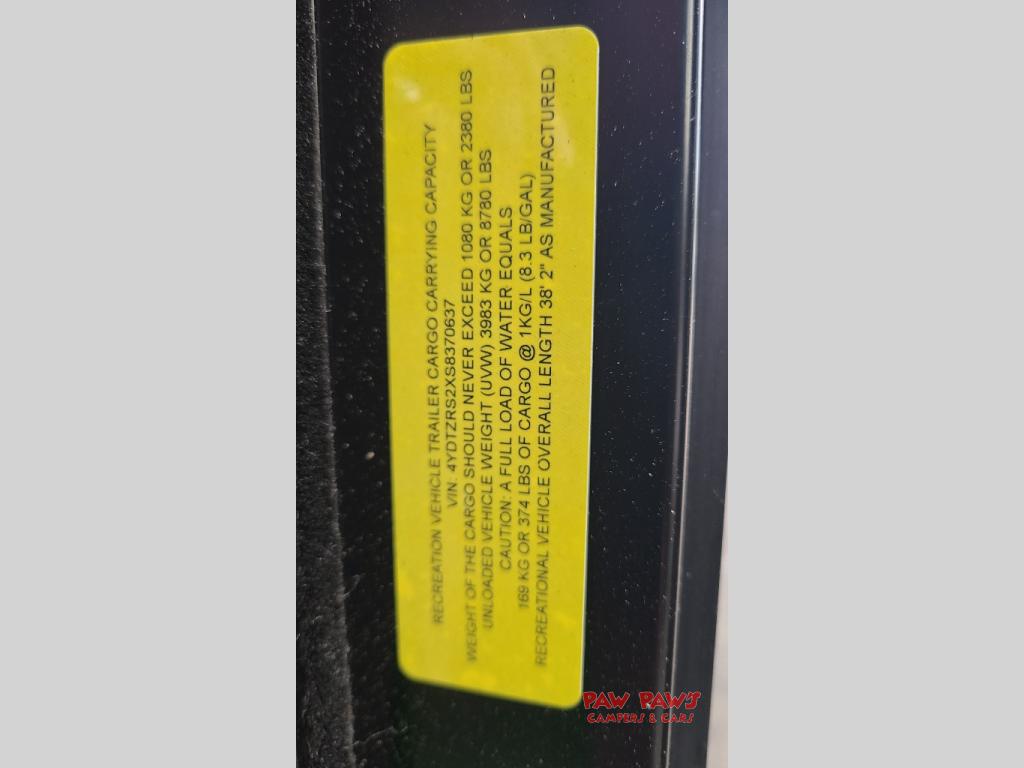 RECREATION VEHICLE TRAILER CARGO CARRYING CAPACITY
VIN: 4YDTZRS2XS8370637
WEIGHT OF THE CARGO SHOULD NEVER EXCEED 1080 KG OR 2380 LBS
UNLOADED VEHICLE WEIGHT (UVW) 3983 KG OR 8780 LBS
CAUTION: A FULL LOAD OF WATER EQUALS
169 KG OR 374 LBS OF CARGO @ 1KG/L (8.3 LB/GAL)
RECREATIONAL VEHICLE OVERALL LENGTH 38' 2" AS MANUFACTURED
PAW PAW'S
CAMPERS & CARS